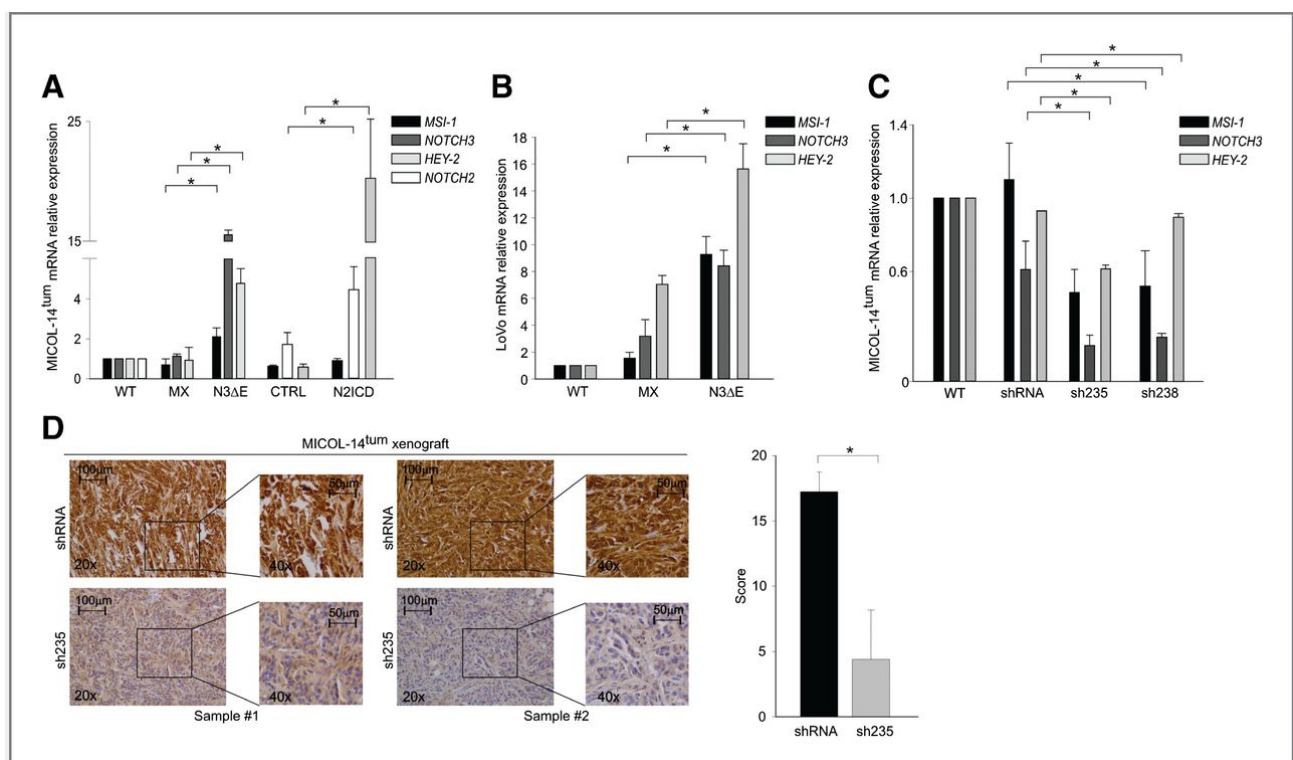 A
MICOL-14tum mRNA relative expression
25
15
4
2
0
* * * * *
MSI-1
NOTCH3
HEY-2
NOTCH2
WT MX N3ΔE CTRL N2ICD
B
LoVo mRNA relative expression
18
16
14
12
10
8
6
4
2
0
* * *
MSI-1
NOTCH3
HEY-2
WT MX N3ΔE
C
MICOL-14tum mRNA relative expression
1.4
1.0
0.6
0
* * * * *
MSI-1
NOTCH3
HEY-2
WT shRNA sh235 sh238
D
MICOL-14tum xenograft
shRNA
100µm
20x
50µm
40x
shRNA
100µm
20x
50µm
40x
sh235
100µm
20x
50µm
40x
sh235
100µm
20x
50µm
40x
Sample #1 Sample #2
Score
20
15
10
5
0
*
shRNA sh235